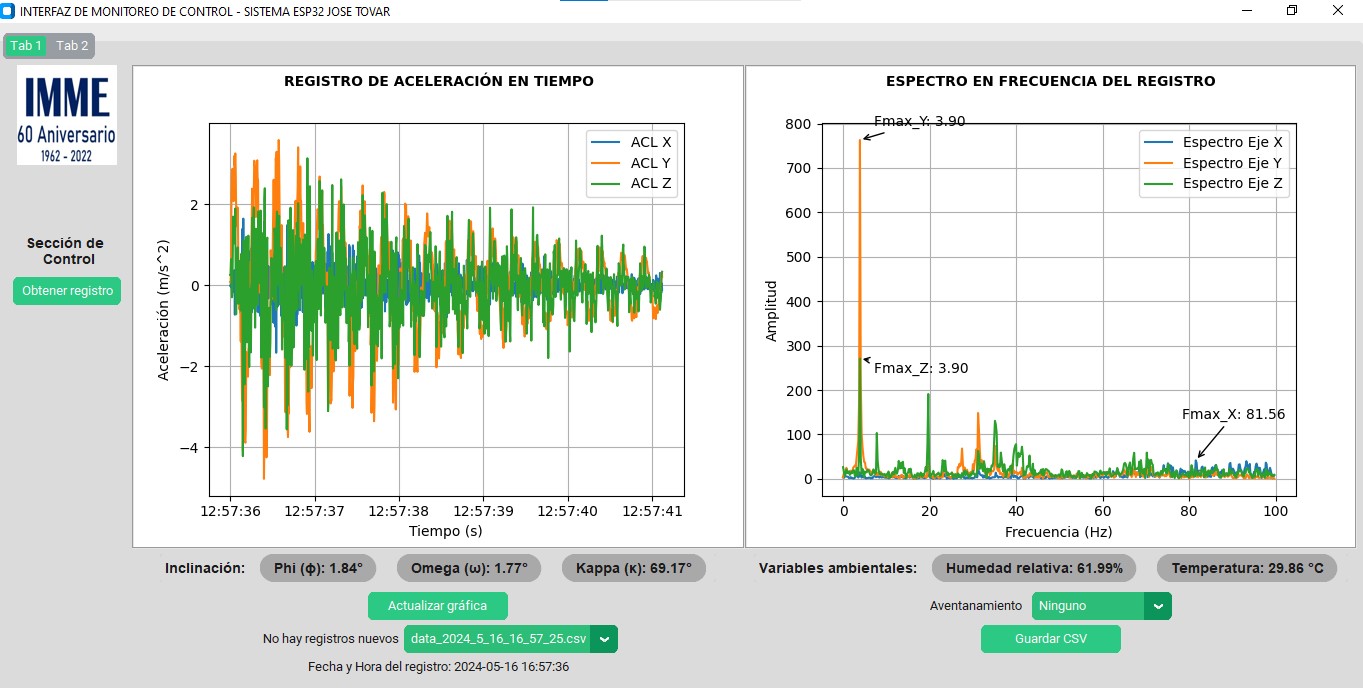 INTERFAZ DE MONITOREO DE CONTROL - SISTEMA ESP32 JOSE TOVAR
Tab 1 Tab 2
IMME
60 Aniversario
1962 - 2022
Sección de
Control
Obtener registro
REGISTRO DE ACELERACIÓN EN TIEMPO
ACL X
ACL Y
ACL Z
Aceleración (m/s^2)
2
0
−2
−4
12:57:36 12:57:37 12:57:38 12:57:39 12:57:40 12:57:41
Tiempo (s)
ESPECTRO EN FRECUENCIA DEL REGISTRO
Fmax_Y: 3.90
Espectro Eje X
Espectro Eje Y
Espectro Eje Z
Fmax_Z: 3.90
Fmax_X: 81.56
Amplitud
800
700
600
500
400
300
200
100
0
0 20 40 60 80 100
Frecuencia (Hz)
Inclinación: Phi (ϕ): 1.84° Omega (ω): 1.77° Kappa (κ): 69.17°
Variables ambientales: Humedad relativa: 61.99% Temperatura: 29.86 °C
Actualizar gráfica
Aventanamiento Ninguno
No hay registros nuevos data_2024_5_16_16_57_25.csv
Guardar CSV
Fecha y Hora del registro: 2024-05-16 16:57:36